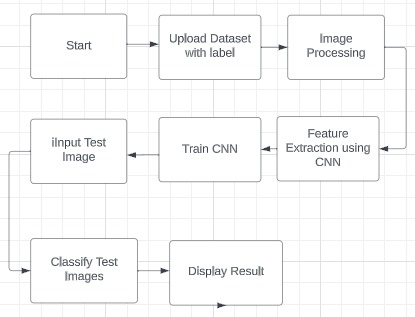 Start
Upload Dataset
with label
Image
Processing
iInput Test
Image
Train CNN
Feature
Extraction using
CNN
Classify Test
Images
Display Result